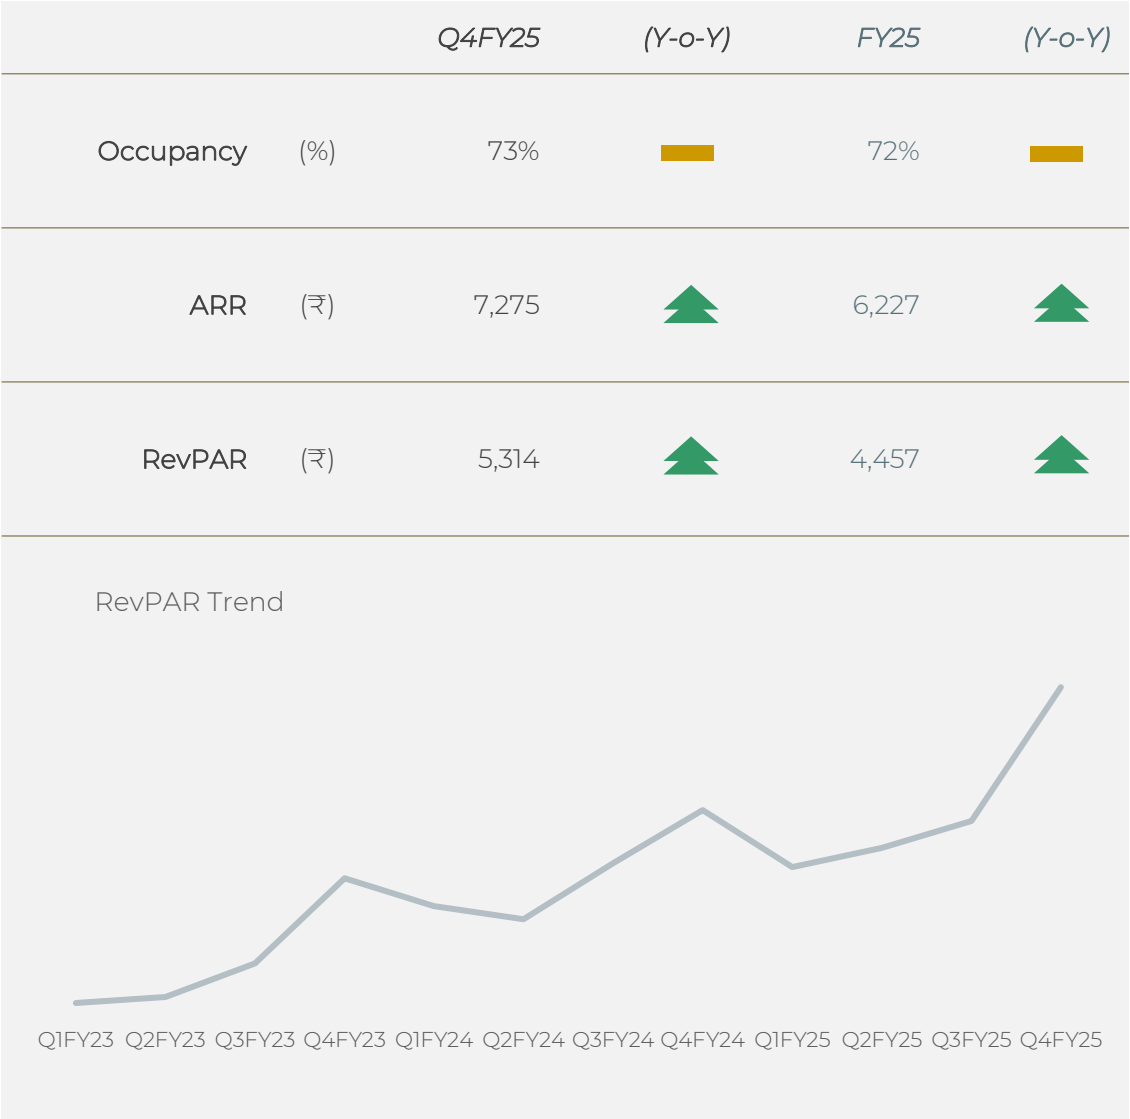 Q4FY25 (Y-o-Y) FY25 (Y-o-Y)
Occupancy (%) 73% 72%
ARR (₹) 7,275 6,227
RevPAR (₹) 5,314 4,457
RevPAR Trend
Q1FY23 Q2FY23 Q3FY23 Q4FY23 Q1FY24 Q2FY24 Q3FY24 Q4FY24 Q1FY25 Q2FY25 Q3FY25 Q4FY25